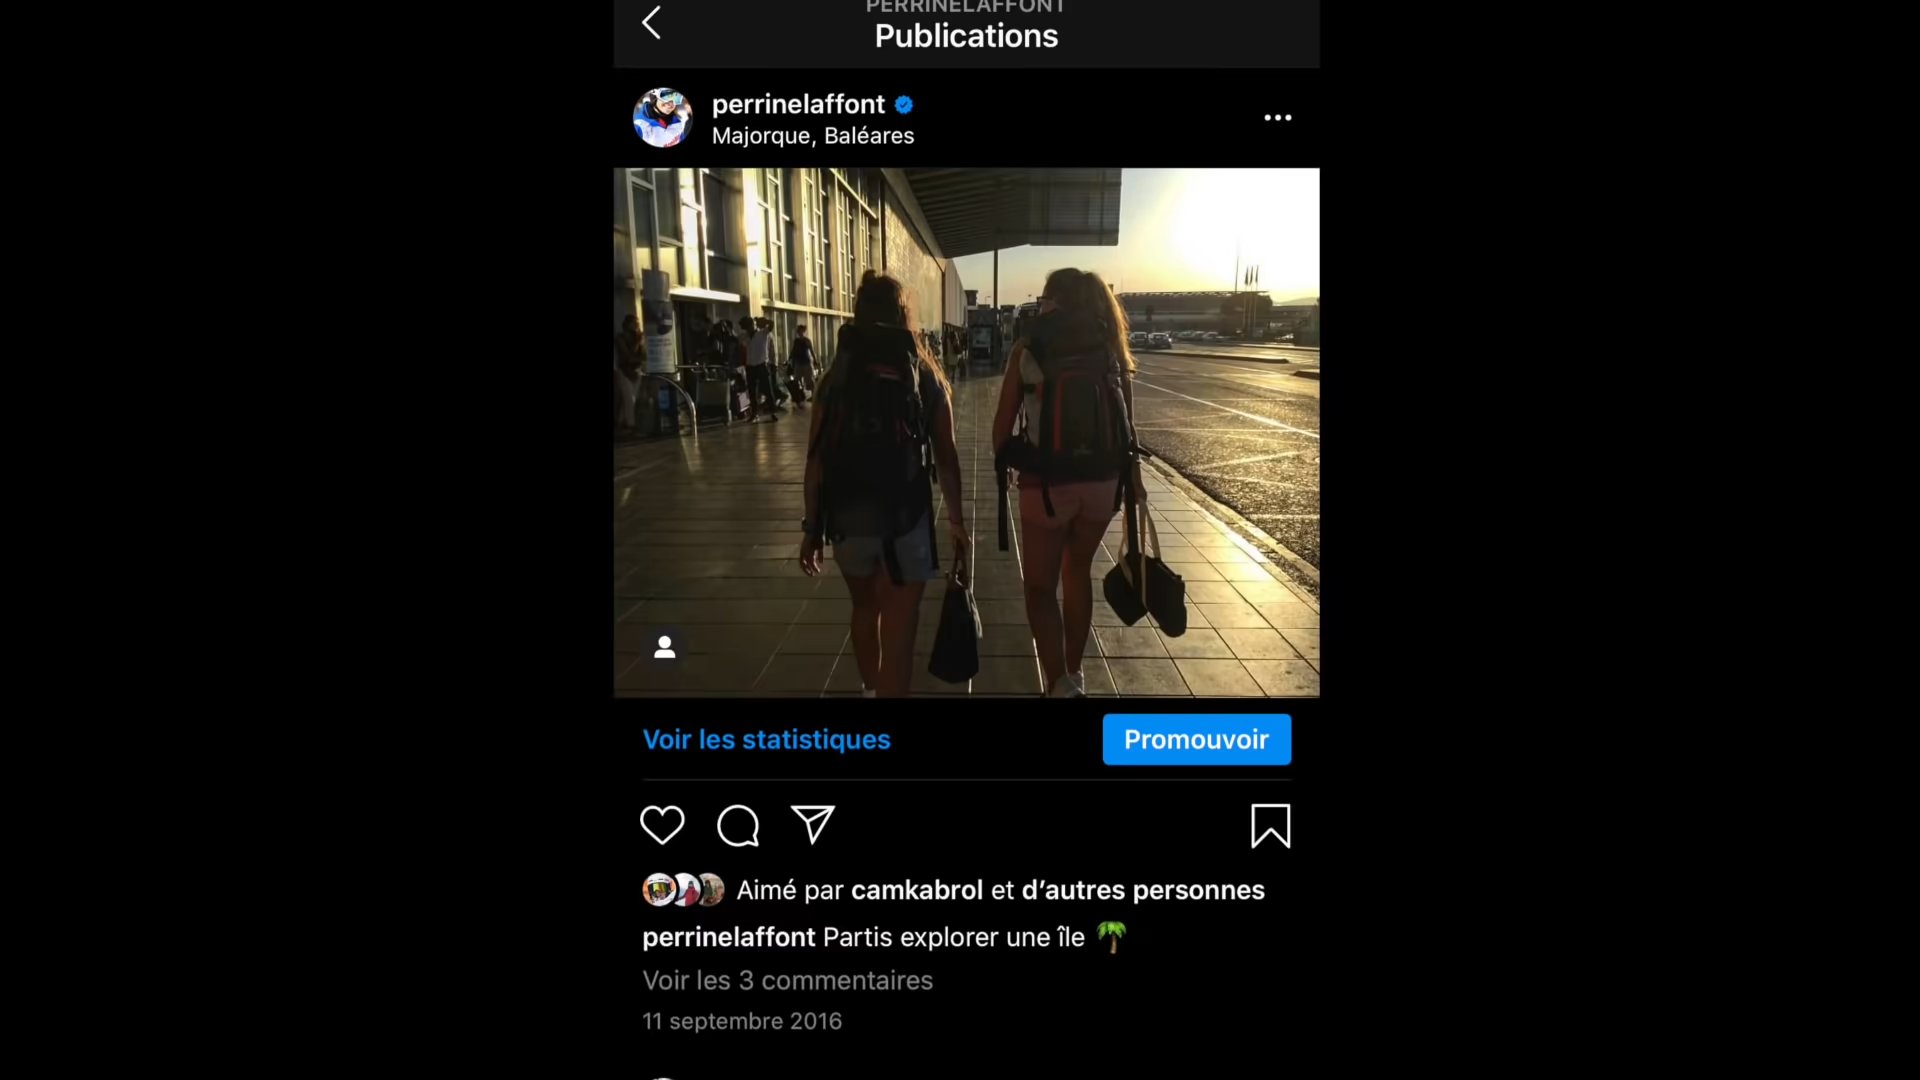 PERRINELAFFONT
Publications
perrinelaffont
Majorque, Baléares
Voir les statistiques
Promouvoir
Aimé par camkabrol et d’autres personnes
perrinelaffont Partis explorer une île 🌴
Voir les 3 commentaires
11 septembre 2016